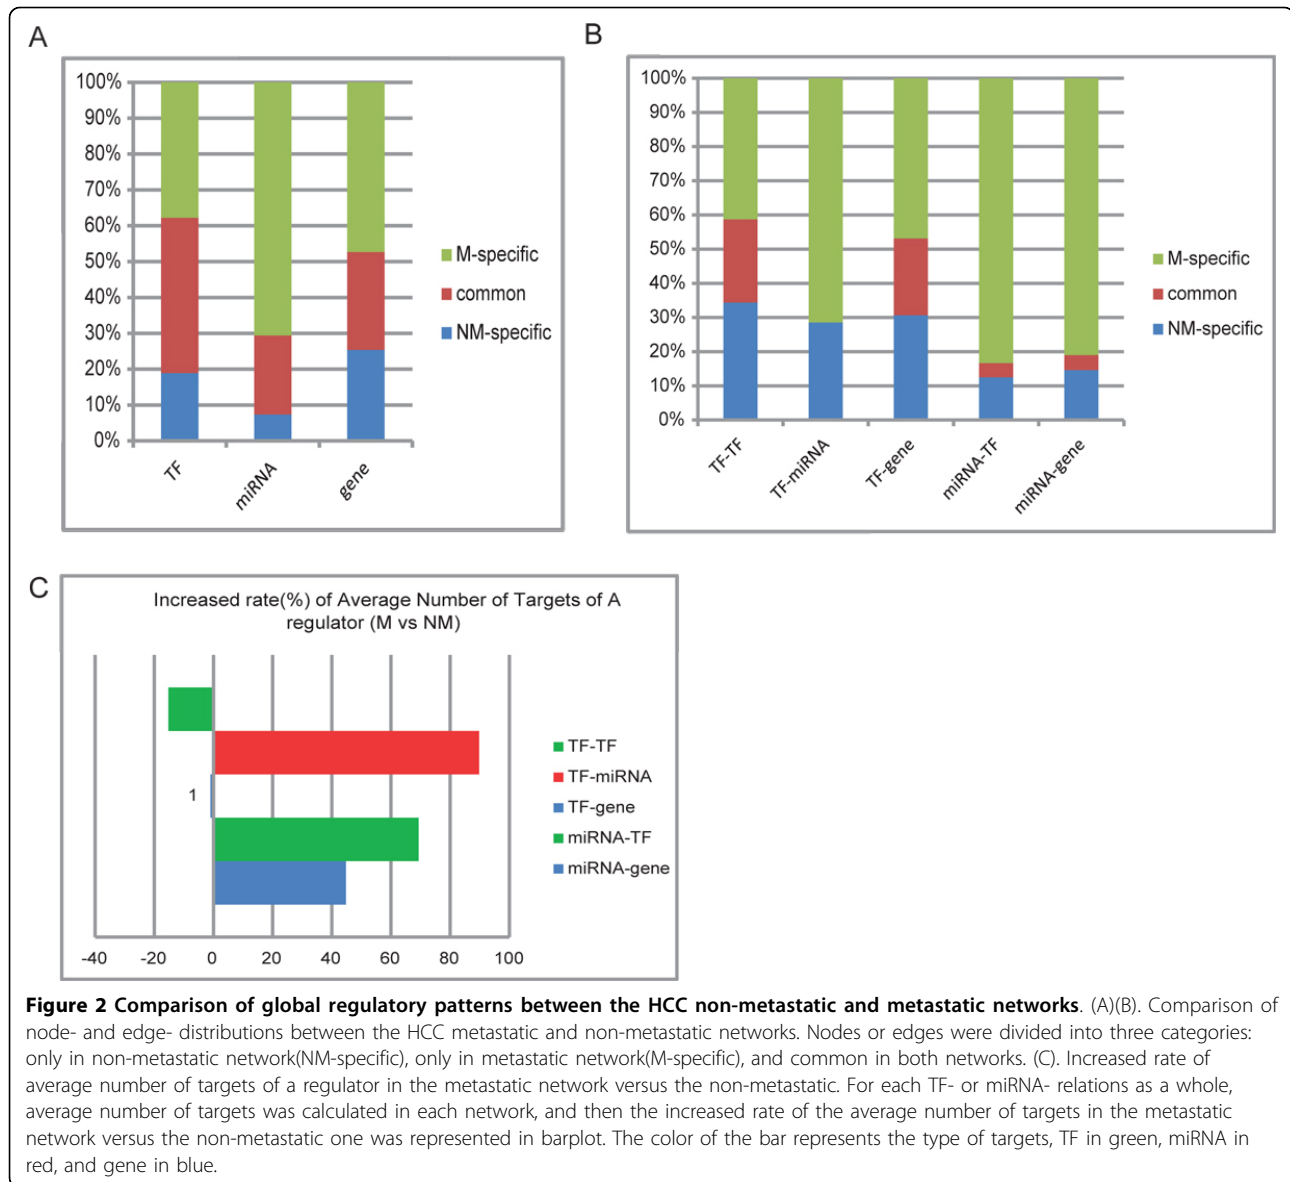 A
100%
90%
80%
70%
60%
50%
40%
30%
20%
10%
0%
TF
miRNA
gene
M-specific
common
NM-specific
B
100%
90%
80%
70%
60%
50%
40%
30%
20%
10%
0%
TF-TF
TF-miRNA
TF-gene
miRNA-TF
miRNA-gene
M-specific
common
NM-specific
C
Increased rate(%) of Average Number of Targets of A
regulator (M vs NM)
1
TF-TF
TF-miRNA
TF-gene
miRNA-TF
miRNA-gene
-40 -20 0 20 40 60 80 100
Figure 2 Comparison of global regulatory patterns between the HCC non-metastatic and metastatic networks. (A)(B). Comparison of
node- and edge- distributions between the HCC metastatic and non-metastatic networks. Nodes or edges were divided into three categories:
only in non-metastatic network(NM-specific), only in metastatic network(M-specific), and common in both networks. (C). Increased rate of
average number of targets of a regulator in the metastatic network versus the non-metastatic. For each TF- or miRNA- relations as a whole,
average number of targets was calculated in each network, and then the increased rate of the average number of targets in the metastatic
network versus the non-metastatic one was represented in barplot. The color of the bar represents the type of targets, TF in green, miRNA in
red, and gene in blue.